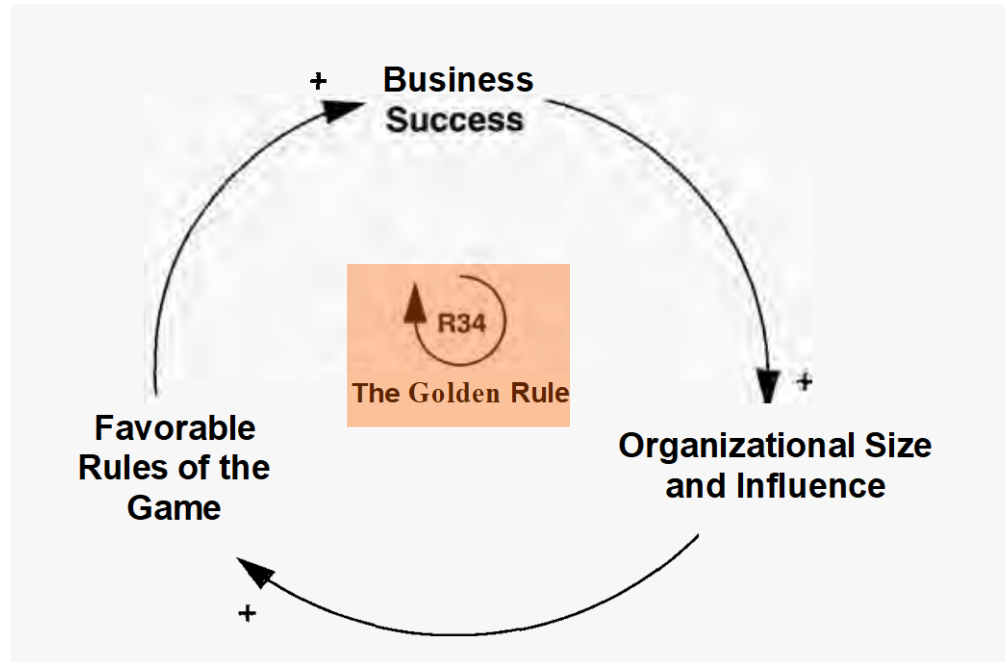 +
Business
Success
+
R34
The Golden Rule
Favorable
Rules of the
Game
Organizational Size
and Influence
+